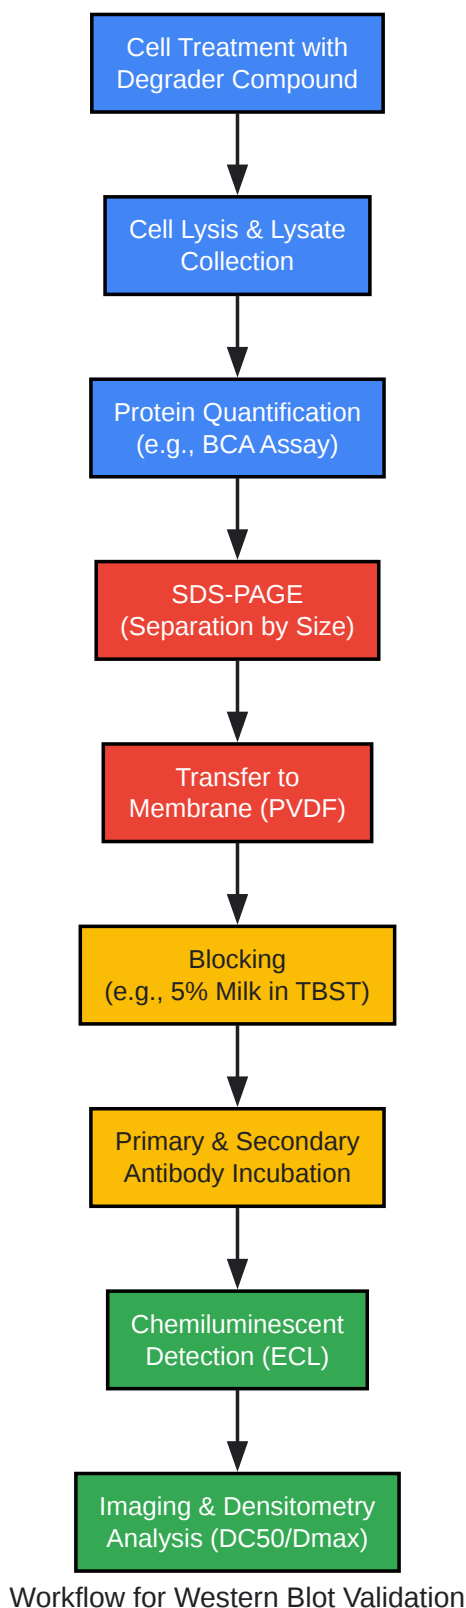 Cell Treatment with
Degrader Compound
Cell Lysis & Lysate
Collection
Protein Quantification
(e.g., BCA Assay)
SDS-PAGE
(Separation by Size)
Transfer to
Membrane (PVDF)
Blocking
(e.g., 5% Milk in TBST)
Primary & Secondary
Antibody Incubation
Chemiluminescent
Detection (ECL)
Imaging & Densitometry
Analysis (DC50/Dmax)
Workflow for Western Blot Validation